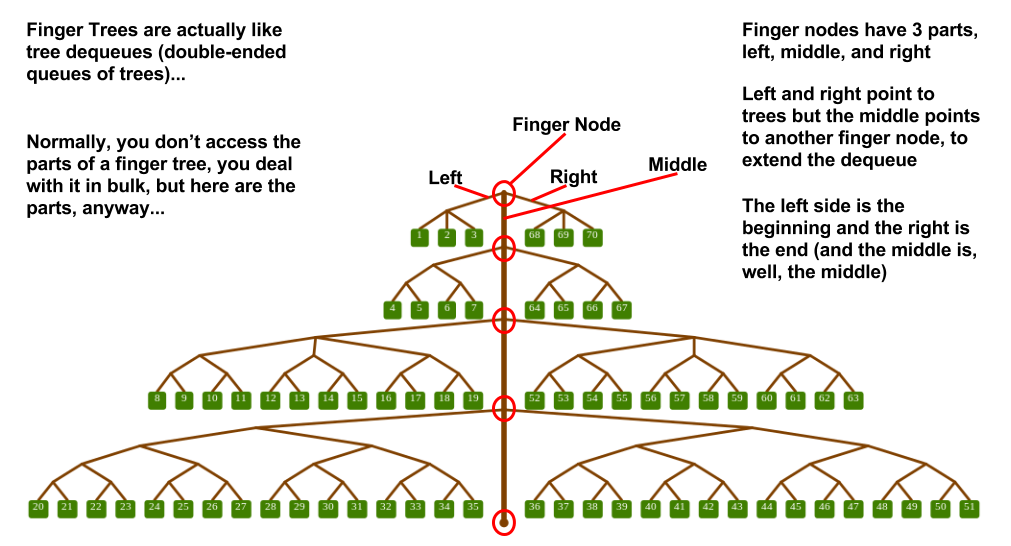 Finger Trees are actually like
tree dequeues (double-ended
queues of trees)...
Normally, you don't access the
parts of a finger tree, you deal
with it in bulk, but here are the
parts, anyway...
Finger nodes have 3 parts,
left, middle, and right
Left and right point to
trees but the middle points
to another finger node, to
extend the dequeue
The left side is the
beginning and the right is
the end (and the middle is,
well, the middle)
Finger Node
Left
Right
Middle
1 2 3 68 69 70
4 5 6 7 64 65 66 67
8 9 10 11 12 13 14 15 16 17 18 19 52 53 54 55 56 57 58 59 60 61 62 63
20 21 22 23 24 25 26 27 28 29 30 31 32 33 34 35 36 37 38 39 40 41 42 43 44 45 46 47 48 49 50 51